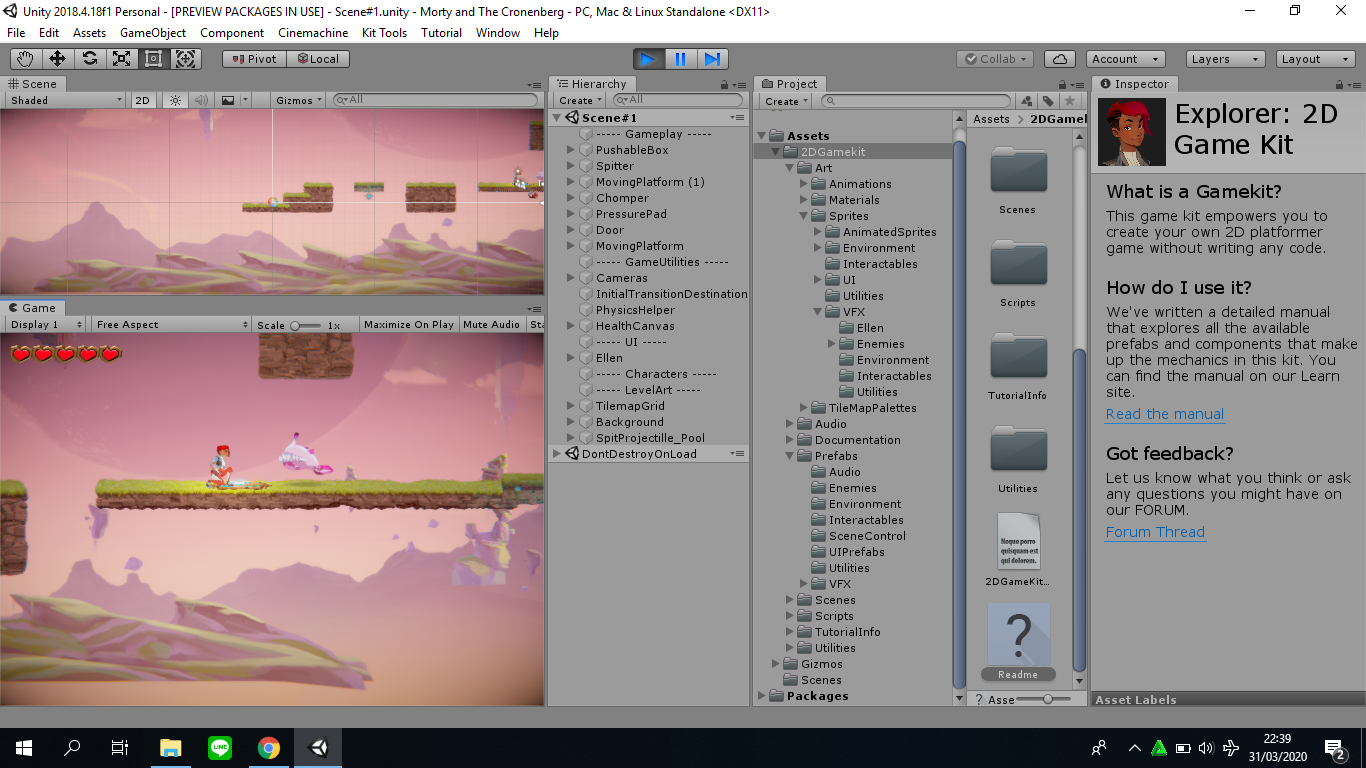 Unity 2018.4.18f1 Personal - [PREVIEW PACKAGES IN USE] - Scene#1.unity - Morty and The Cronenberg - PC, Mac & Linux Standalone <DX11>
File Edit Assets GameObject Component Cinemachine Kit Tools Tutorial Window Help
Pivot Local Collab Account Layers Layout
Scene
Shaded 2D Gizmos All
Game
Display 1 Free Aspect Scale 1x Maximize On Play Mute Audio Sta
Hierarchy
Create All
Scene#1
----- Gameplay -----
PushableBox
Spitter
MovingPlatform (1)
Chomper
PressurePad
Door
MovingPlatform
----- GameUtilities -----
Cameras
InitialTransitionDestination
PhysicsHelper
HealthCanvas
----- UI -----
Ellen
----- Characters -----
----- LevelArt -----
TilemapGrid
Background
SpitProjectille_Pool
DontDestroyOnLoad
Project
Create
Assets
2DGamekit
Art
Animations
Materials
Sprites
AnimatedSprites
Environment
Interactables
UI
Utilities
VFX
Ellen
Enemies
Environment
Interactables
Utilities
TileMapPalettes
Audio
Documentation
Prefabs
Audio
Enemies
Environment
Interactables
SceneControl
UIPrefabs
Utilities
VFX
Scenes
Scripts
TutorialInfo
Utilities
Gizmos
Scenes
Packages
Assets 2DGamel
Scenes
Scripts
TutorialInfo
Utilities
Neque porro
quisquam est
qui dolorem.
2DGameKit...
?
Readme
? Asse
Inspector
Explorer: 2D
Game Kit
What is a Gamekit?
This game kit empowers you to
create your own 2D platformer
game without writing any code.
How do I use it?
We've written a detailed manual
that explores all the available
prefabs and components that make
up the mechanics in this kit. You
can find the manual on our Learn
site.
Read the manual
Got feedback?
Let us know what you think or ask
any questions you might have on
our FORUM.
Forum Thread
Asset Labels
LINE
22:39
31/03/2020
2